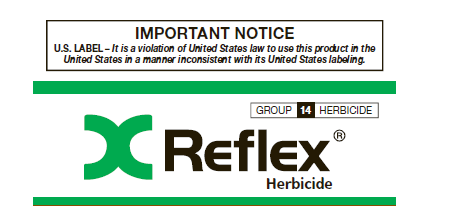 IMPORTANT NOTICE
U.S. LABEL – It is a violation of United States law to use this product in the
United States in a manner inconsistent with its United States labeling.
GROUP 14 HERBICIDE
Reflex®
Herbicide